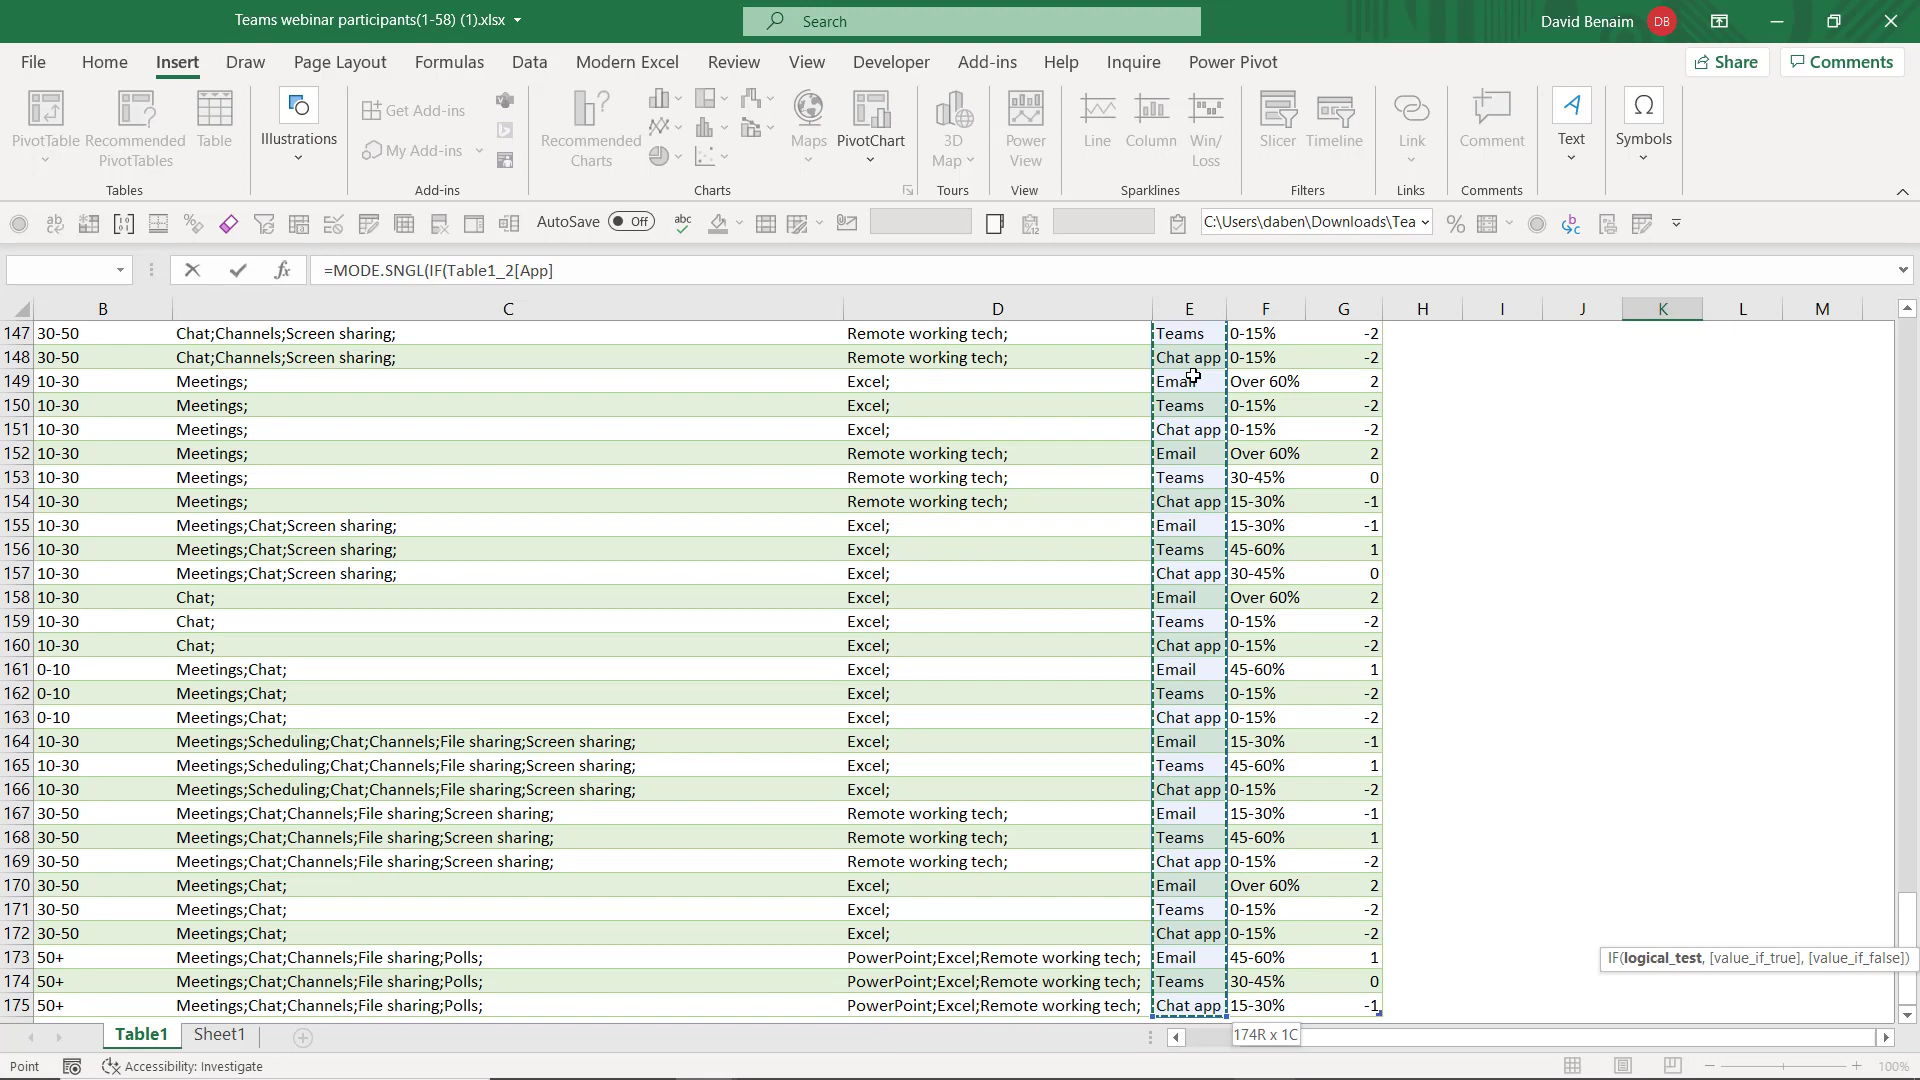 Teams webinar participants(1-58) (1).xlsx
Search
David Benaim
DB
File Home Insert Draw Page Layout Formulas Data Modern Excel Review View Developer Add-ins Help Inquire Power Pivot
Share
Comments
PivotTable
Recommended PivotTables
Table
Illustrations
Get Add-ins
My Add-ins
Recommended Charts
Maps
PivotChart
3D Map
Power View
Line
Column
Win/ Loss
Slicer
Timeline
Link
Comment
Text
Symbols
Tables Add-ins Charts Tours View Sparklines Filters Links Comments
AutoSave Off
C:\Users\daben\Downloads\Tea
=MODE.SNGL(IF(Table1_2[App]
B C D E F G H I J K L M
147 30-50 Chat;Channels;Screen sharing; Remote working tech; Teams 0-15% -2
148 30-50 Chat;Channels;Screen sharing; Remote working tech; Chat app 0-15% -2
149 10-30 Meetings; Excel; Email Over 60% 2
150 10-30 Meetings; Excel; Teams 0-15% -2
151 10-30 Meetings; Excel; Chat app 0-15% -2
152 10-30 Meetings; Remote working tech; Email Over 60% 2
153 10-30 Meetings; Remote working tech; Teams 30-45% 0
154 10-30 Meetings; Remote working tech; Chat app 15-30% -1
155 10-30 Meetings;Chat;Screen sharing; Excel; Email 15-30% -1
156 10-30 Meetings;Chat;Screen sharing; Excel; Teams 45-60% 1
157 10-30 Meetings;Chat;Screen sharing; Excel; Chat app 30-45% 0
158 10-30 Chat; Excel; Email Over 60% 2
159 10-30 Chat; Excel; Teams 0-15% -2
160 10-30 Chat; Excel; Chat app 0-15% -2
161 0-10 Meetings;Chat; Excel; Email 45-60% 1
162 0-10 Meetings;Chat; Excel; Teams 0-15% -2
163 0-10 Meetings;Chat; Excel; Chat app 0-15% -2
164 10-30 Meetings;Scheduling;Chat;Channels;File sharing;Screen sharing; Excel; Email 15-30% -1
165 10-30 Meetings;Scheduling;Chat;Channels;File sharing;Screen sharing; Excel; Teams 45-60% 1
166 10-30 Meetings;Scheduling;Chat;Channels;File sharing;Screen sharing; Excel; Chat app 0-15% -2
167 30-50 Meetings;Chat;Channels;File sharing;Screen sharing; Remote working tech; Email 15-30% -1
168 30-50 Meetings;Chat;Channels;File sharing;Screen sharing; Remote working tech; Teams 45-60% 1
169 30-50 Meetings;Chat;Channels;File sharing;Screen sharing; Remote working tech; Chat app 0-15% -2
170 30-50 Meetings;Chat; Excel; Email Over 60% 2
171 30-50 Meetings;Chat; Excel; Teams 0-15% -2
172 30-50 Meetings;Chat; Excel; Chat app 0-15% -2
173 50+ Meetings;Chat;Channels;File sharing;Polls; PowerPoint;Excel;Remote working tech; Email 45-60% 1
174 50+ Meetings;Chat;Channels;File sharing;Polls; PowerPoint;Excel;Remote working tech; Teams 30-45% 0
175 50+ Meetings;Chat;Channels;File sharing;Polls; PowerPoint;Excel;Remote working tech; Chat app 15-30% -1
IF(logical_test, [value_if_true], [value_if_false])
174R x 1C
Table1 Sheet1
Point
Accessibility: Investigate
100%